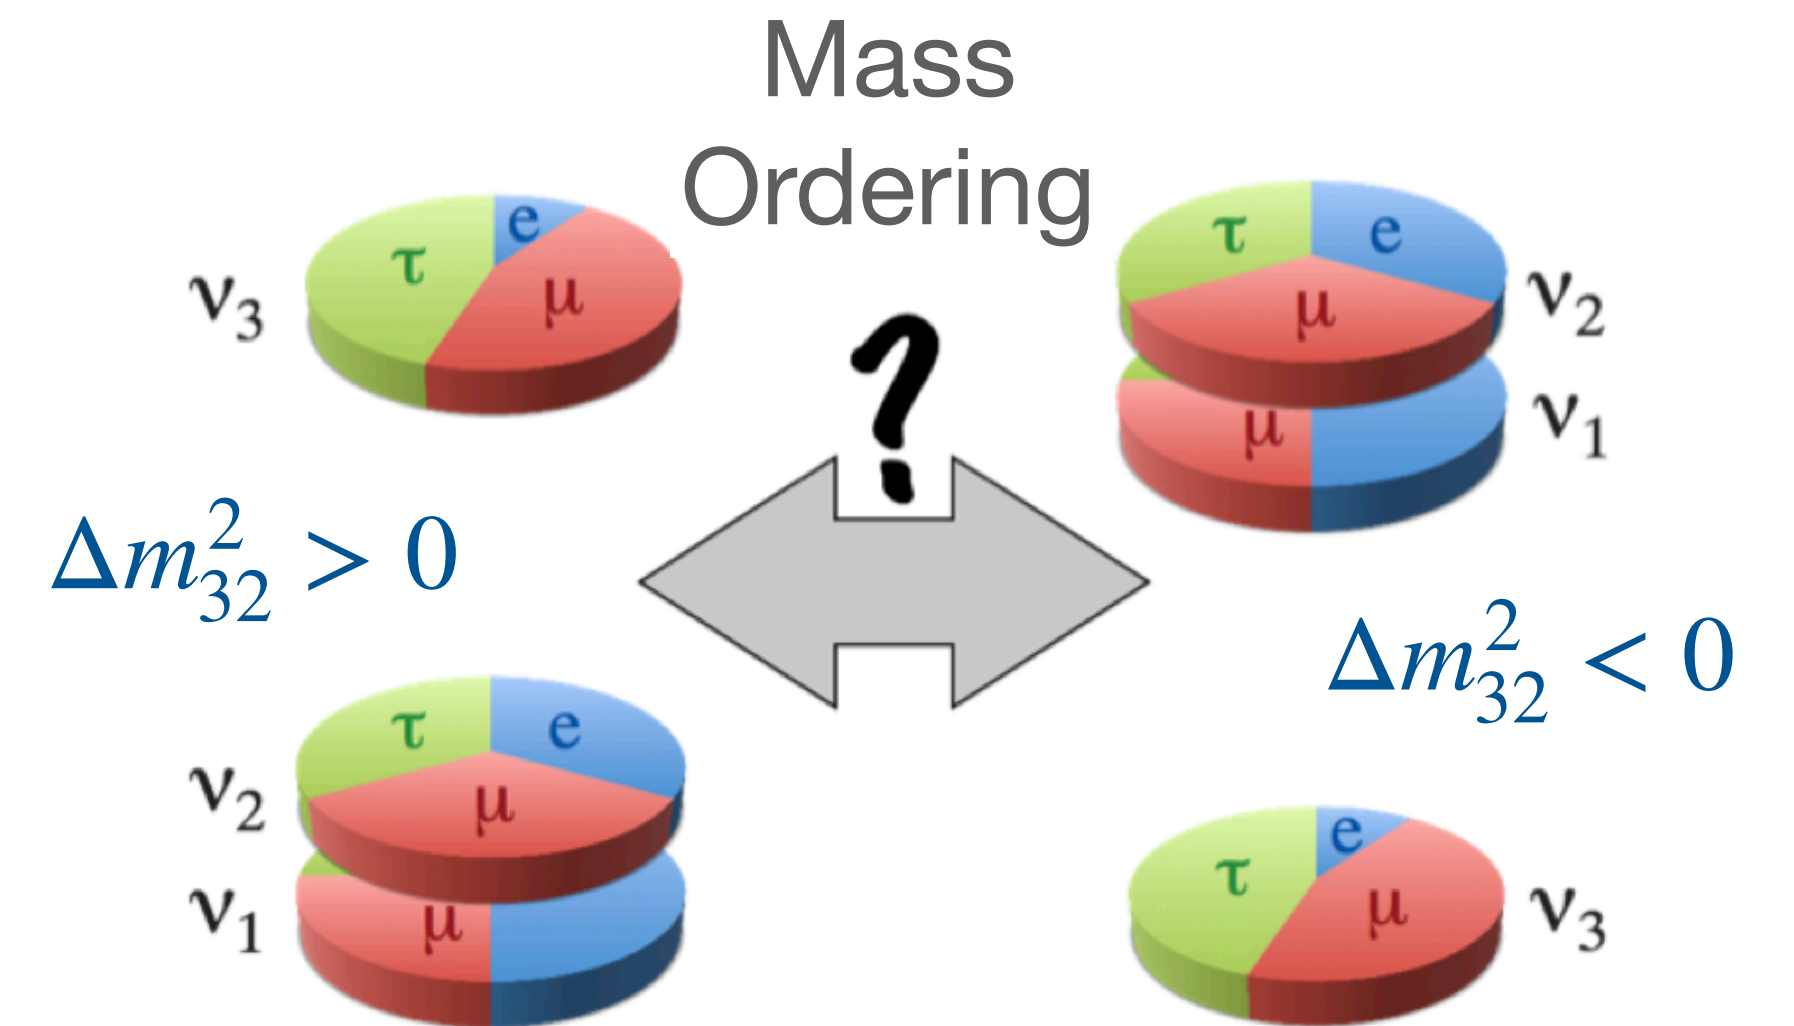 Mass
Ordering
ν₃
τ e μ
Δm²₃₂ > 0
ν₂
τ e μ
ν₁
μ
?
τ e μ
ν₂
μ
ν₁
Δm²₃₂ < 0
τ e μ
ν₃